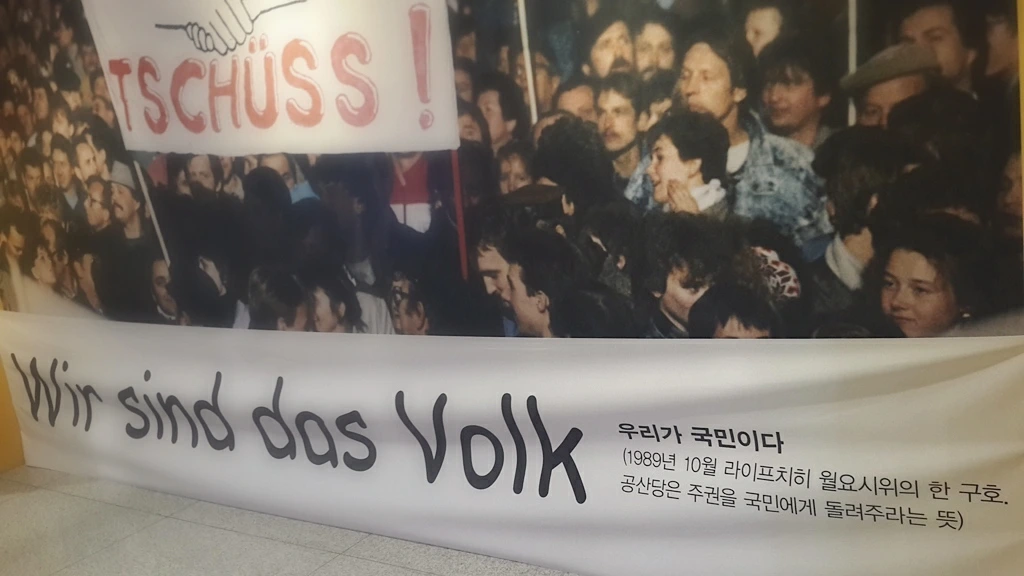 TSCHÜSS!
Wir sind das Volk
우리가 국민이다
(1989년 10월 라이프치히 월요시위의 한 구호.
공산당은 주권을 국민에게 돌려주라는 뜻)